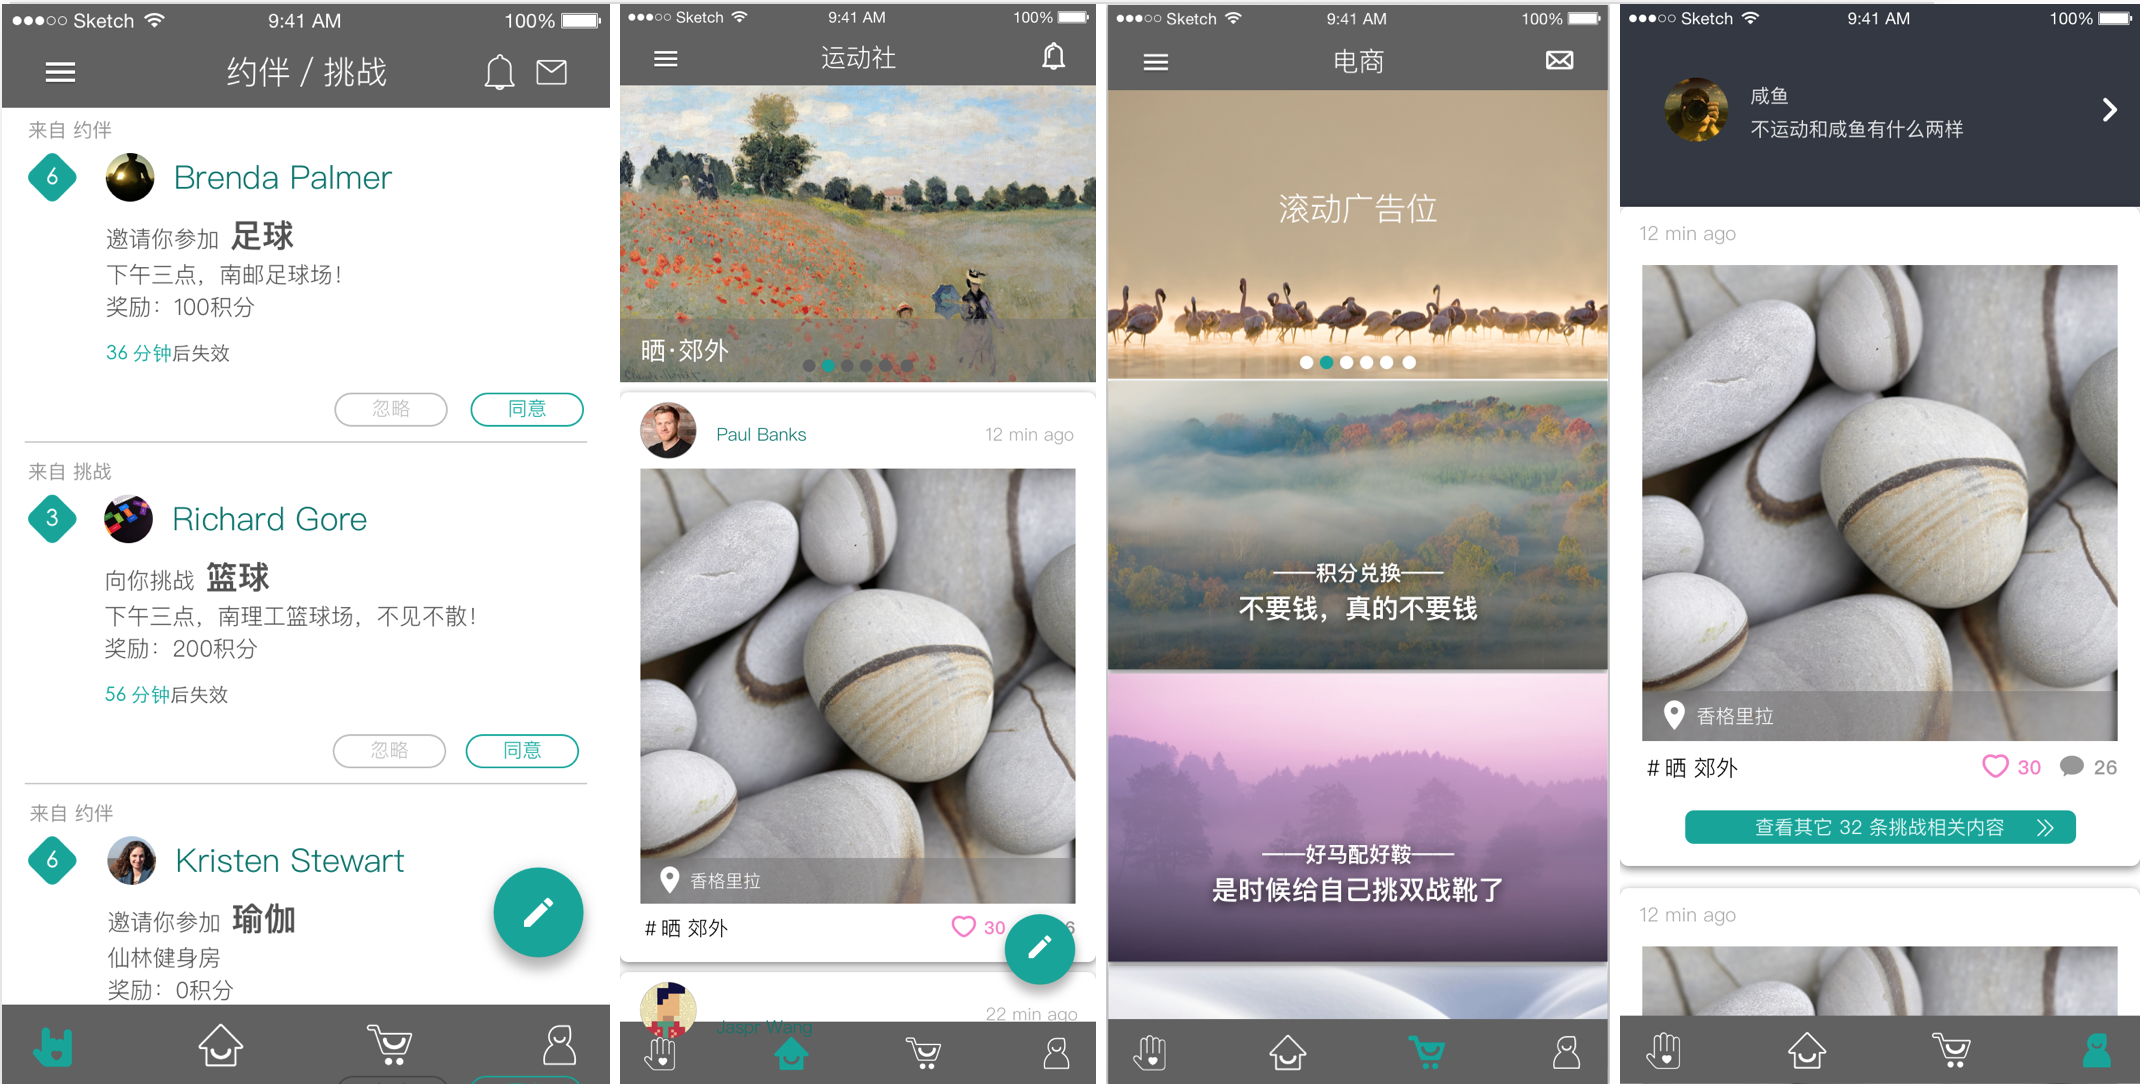 Sketch 9:41 AM 100%
约伴 / 挑战
来自 约伴
6 Brenda Palmer
邀请你参加 足球
下午三点，南邮足球场！
奖励：100积分
36 分钟后失效
忽略 同意
来自 挑战
3 Richard Gore
向你挑战 篮球
下午三点，南理工篮球场，不见不散！
奖励：200积分
56 分钟后失效
忽略 同意
来自 约伴
6 Kristen Stewart
邀请你参加 瑜伽
仙林健身房
奖励：0积分
Sketch 9:41 AM 100%
运动社
晒·郊外
Paul Banks 12 min ago
香格里拉
# 晒 郊外 30 6
22 min ago
Jaspr Wang
Sketch 9:41 AM 100%
电商
滚动广告位
——积分兑换——
不要钱，真的不要钱
——好马配好鞍——
是时候给自己挑双战靴了
Sketch 9:41 AM 100%
咸鱼
不运动和咸鱼有什么两样
12 min ago
香格里拉
# 晒 郊外 30 26
查看其它 32 条挑战相关内容
12 min ago